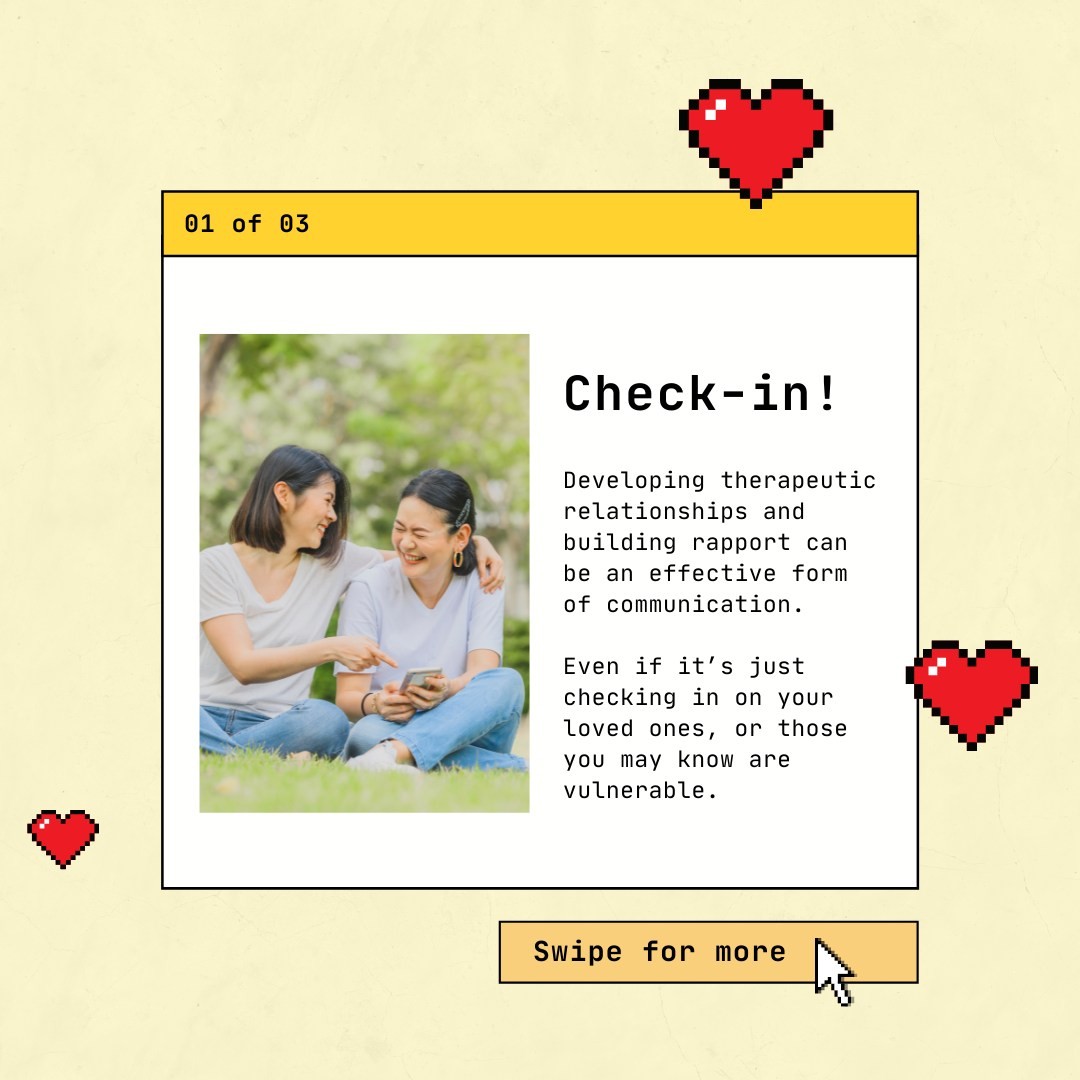 01 of 03
Check-in!
Developing therapeutic
relationships and
building rapport can
be an effective form
of communication.
Even if it’s just
checking in on your
loved ones, or those
you may know are
vulnerable.
Swipe for more